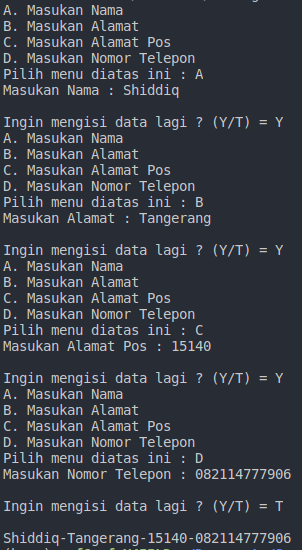 A. Masukan Nama
B. Masukan Alamat
C. Masukan Alamat Pos
D. Masukan Nomor Telepon
Pilih menu diatas ini : A
Masukan Nama : Shiddiq
Ingin mengisi data lagi ? (Y/T) = Y
A. Masukan Nama
B. Masukan Alamat
C. Masukan Alamat Pos
D. Masukan Nomor Telepon
Pilih menu diatas ini : B
Masukan Alamat : Tangerang
Ingin mengisi data lagi ? (Y/T) = Y
A. Masukan Nama
B. Masukan Alamat
C. Masukan Alamat Pos
D. Masukan Nomor Telepon
Pilih menu diatas ini : C
Masukan Alamat Pos : 15140
Ingin mengisi data lagi ? (Y/T) = Y
A. Masukan Nama
B. Masukan Alamat
C. Masukan Alamat Pos
D. Masukan Nomor Telepon
Pilih menu diatas ini : D
Masukan Nomor Telepon : 082114777906
Ingin mengisi data lagi ? (Y/T) = T
Shiddiq-Tangerang-15140-082114777906